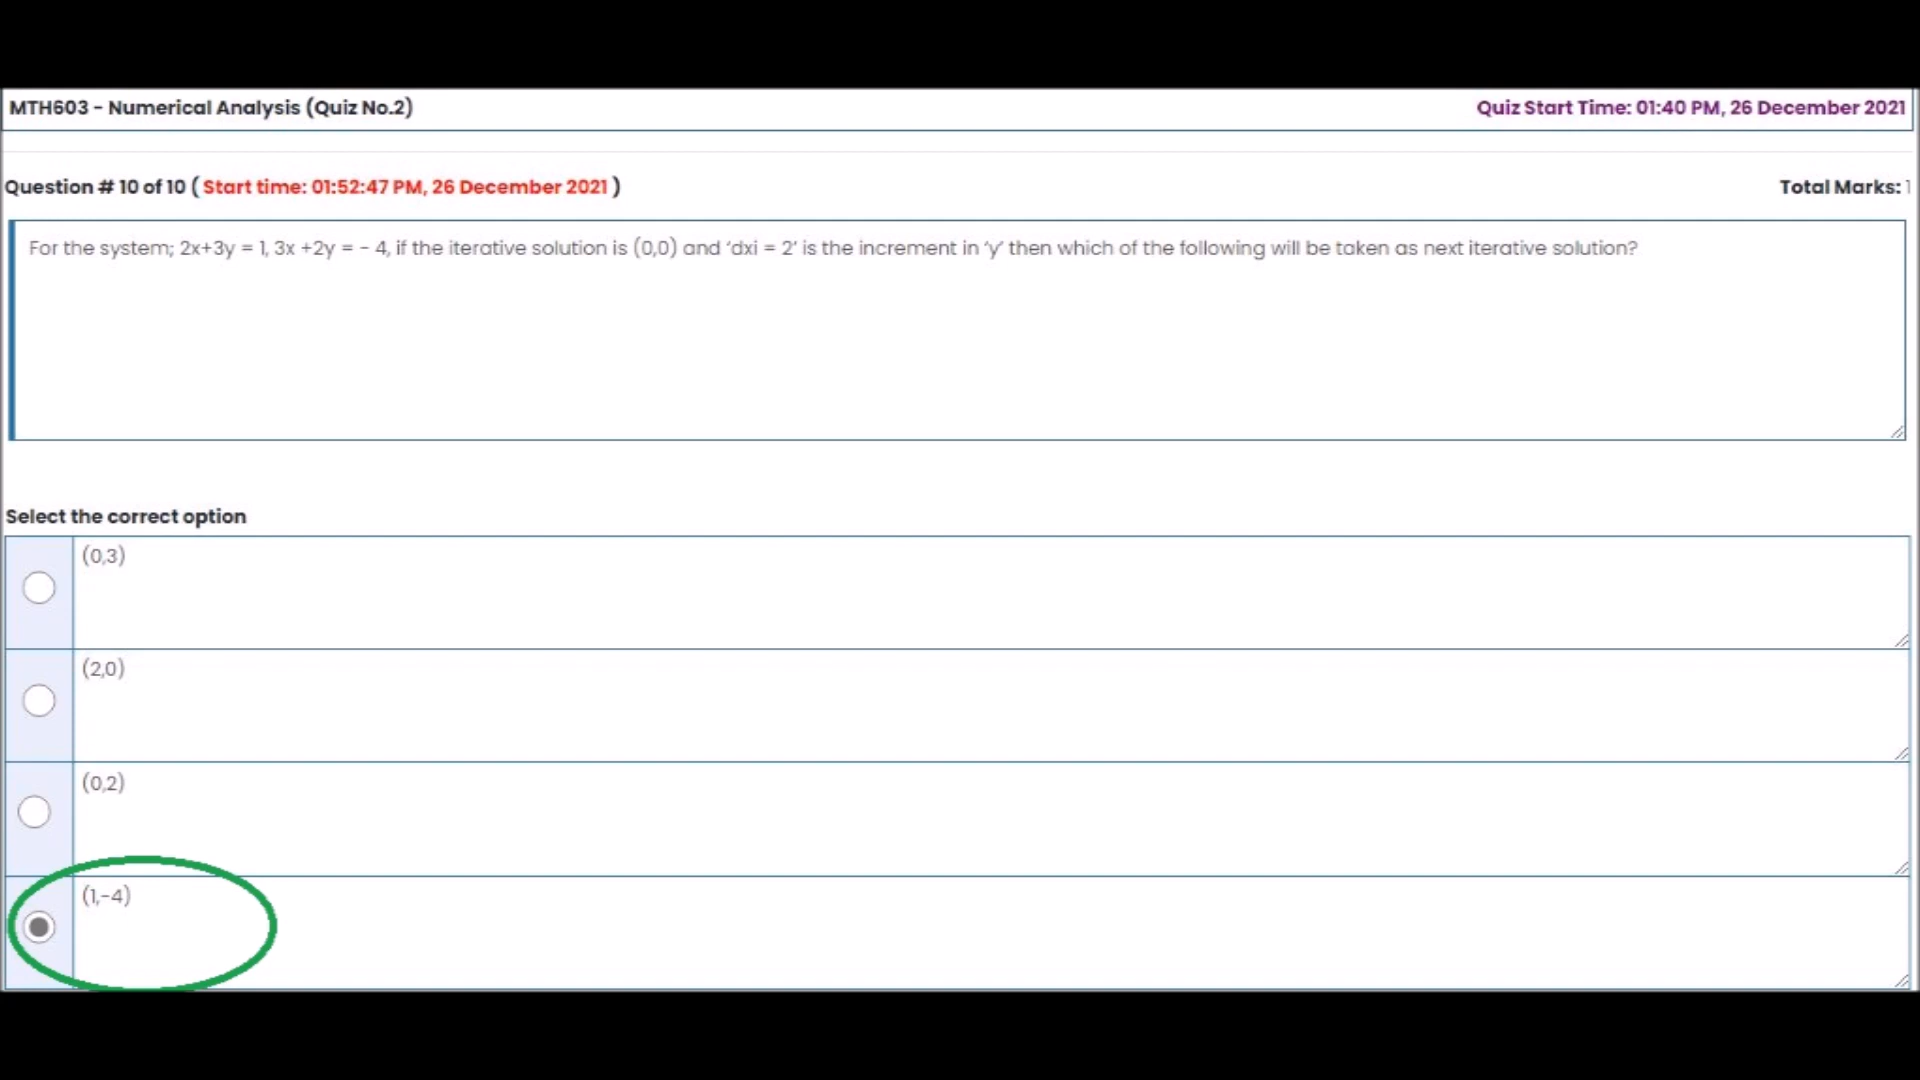 MTH603 - Numerical Analysis (Quiz No.2)
Quiz Start Time: 01:40 PM, 26 December 2021
Question # 10 of 10 ( Start time: 01:52:47 PM, 26 December 2021 )
Total Marks: 1
For the system; 2x+3y = 1, 3x +2y = - 4, if the iterative solution is (0,0) and 'dxi = 2' is the increment in 'y' then which of the following will be taken as next iterative solution?
Select the correct option
(0,3)
(2,0)
(0,2)
(1,-4)